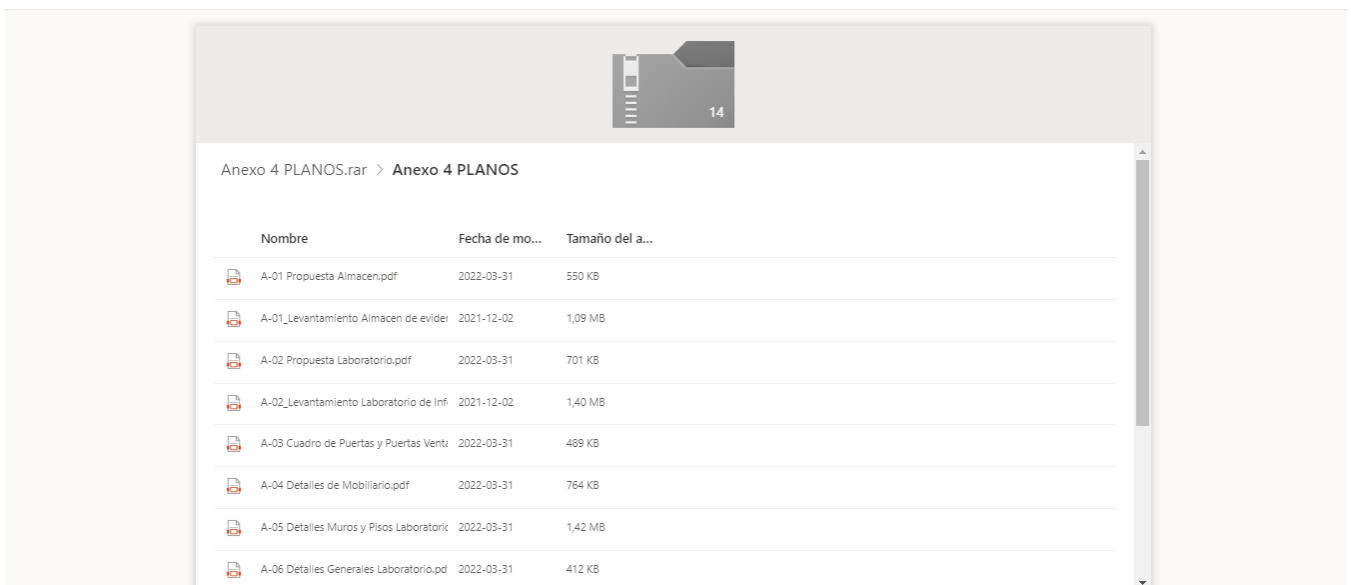 14
Anexo 4 PLANOS.rar > Anexo 4 PLANOS
Nombre Fecha de mo... Tamaño del a...
A-01 Propuesta Almacen.pdf 2022-03-31 550 KB
A-01_Levantamiento Almacen de eviden 2021-12-02 1,09 MB
A-02 Propuesta Laboratorio.pdf 2022-03-31 701 KB
A-02_Levantamiento Laboratorio de Inf 2021-12-02 1,40 MB
A-03 Cuadro de Puertas y Puertas Venta 2022-03-31 489 KB
A-04 Detalles de Mobiliario.pdf 2022-03-31 764 KB
A-05 Detalles Muros y Pisos Laboratoric 2022-03-31 1,42 MB
A-06 Detalles Generales Laboratorio.pd 2022-03-31 412 KB